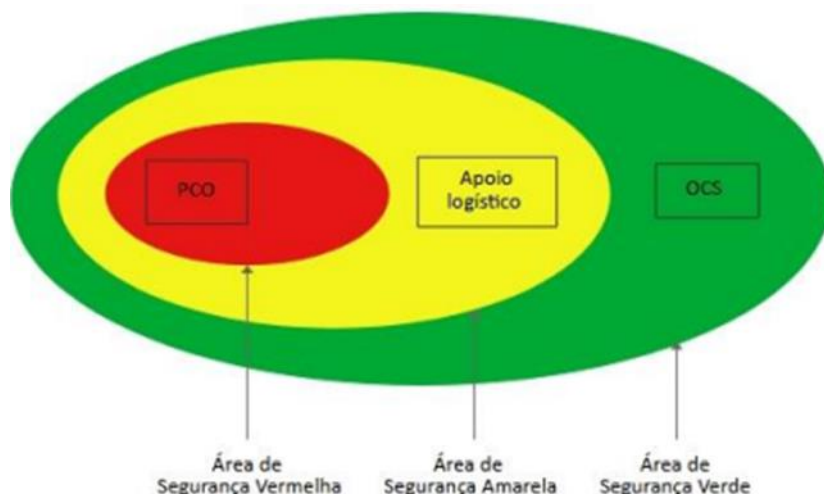 PCO
Apoio
logístico
OCS
Área de
Segurança Vermelha
Área de
Segurança Amarela
Área de
Segurança Verde